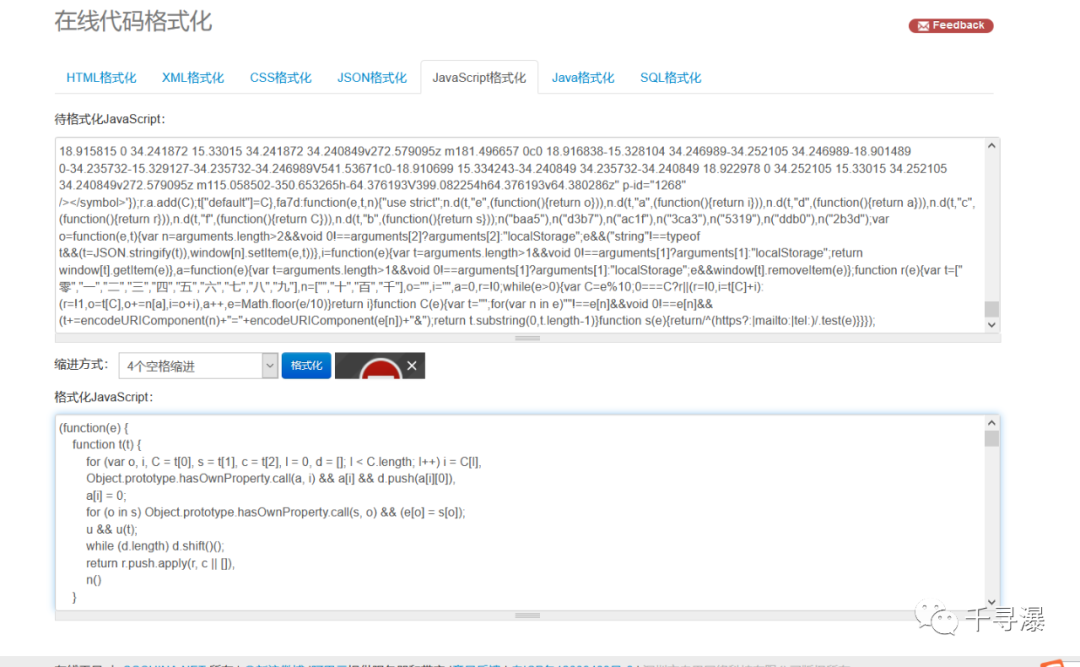 在线代码格式化
Feedback
HTML格式化 XML格式化 CSS格式化 JSON格式化 JavaScript格式化 Java格式化 SQL格式化
待格式化JavaScript：
18.915815 0 34.241872 15.33015 34.241872 34.240849v272.579095z m181.496657 0c0 18.916838-15.328104 34.246989-34.252105 34.246989-18.901489
0-34.235732-15.329127-34.235732-34.246989V541.53671c0-18.910699 15.334243-34.240849 34.235732-34.240849 18.922978 0 34.252105 15.33015 34.252105
34.240849v272.579095z m115.058502-350.653265h-64.376193V399.082254h64.376193v64.380286z" p-id="1268"
/></symbol>'});r.a.add(C);t["default"]=C},fa7d:function(e,t,n){"use strict";n.d(t,"e",(function(){return o})),n.d(t,"a",(function(){return i})),n.d(t,"d",(function(){return a})),n.d(t,"c",
(function(){return r})),n.d(t,"f",(function(){return C})),n.d(t,"b",(function(){return s}));n("baa5"),n("d3b7"),n("ac1f"),n("3ca3"),n("5319"),n("ddb0"),n("2b3d");var
o=function(e,t){var n=arguments.length>2&&void 0!==arguments[2]?arguments[2]:"localStorage";e&&("string"!==typeof
t&&(t=JSON.stringify(t)),window[n].setItem(e,t))},i=function(e){var t=arguments.length>1&&void 0!==arguments[1]?arguments[1]:"localStorage";return
window[t].getItem(e)},a=function(e){var t=arguments.length>1&&void 0!==arguments[1]?arguments[1]:"localStorage";e&&window[t].removeItem(e)};function r(e){var t=["
零","一","二","三","四","五","六","七","八","九"],n=["","十","百","千"],o="",i="",a=0,r=!0;while(e>0){var C=e%10;0===C?r||(r=!0,i=t[C]+i):
(r=!1,o=t[C],o+=n[a],i=o+i),a++,e=Math.floor(e/10)}return i}function C(e){var t="";for(var n in e)""!==e[n]&&void 0!==e[n]&&
(t+=encodeURIComponent(n)+"="+encodeURIComponent(e[n])+"&");return t.substring(0,t.length-1)}function s(e){return/^(https?:|mailto:|tel:)/.test(e)}}});
缩进方式： 4个空格缩进 格式化
格式化JavaScript：
(function(e) {
function t(t) {
for (var o, i, C = t[0], s = t[1], c = t[2], l = 0, d = []; l < C.length; l++) i = C[l],
Object.prototype.hasOwnProperty.call(a, i) && a[i] && d.push(a[i][0]),
a[i] = 0;
for (o in s) Object.prototype.hasOwnProperty.call(s, o) && (e[o] = s[o]);
u && u(t);
while (d.length) d.shift()();
return r.push.apply(r, c || []),
n()
}
千寻瀑